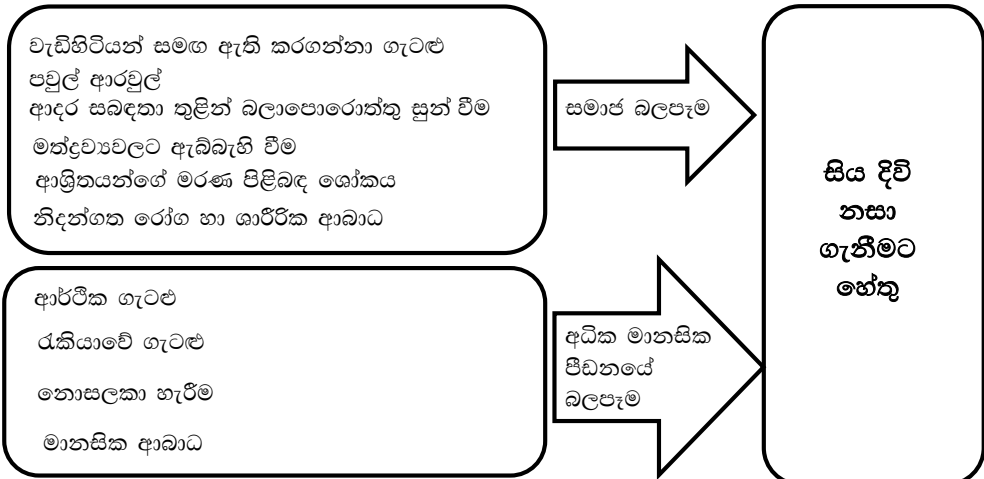 වැඩිහිටියන් සමඟ ඇති කරගන්නා ගැටළු
පවුල් ආරවුල්
ආදර සබඳතා තුළින් බලාපොරොත්තු සුන් වීම
මත්ද්‍රව්‍යවලට ඇබ්බැහි වීම
ආශ්‍රිතයන්ගේ මරණ පිළිබඳ ශෝකය
නිදන්ගත රෝග හා ශාරීරික ආබාධ
සමාජ බලපෑම
ආර්ථික ගැටළු
රැකියාවේ ගැටළු
නොසලකා හැරීම
මානසික ආබාධ
අධික මානසික
පීඩනයේ
බලපෑම
සිය දිවි
නසා
ගැනීමට
හේතු